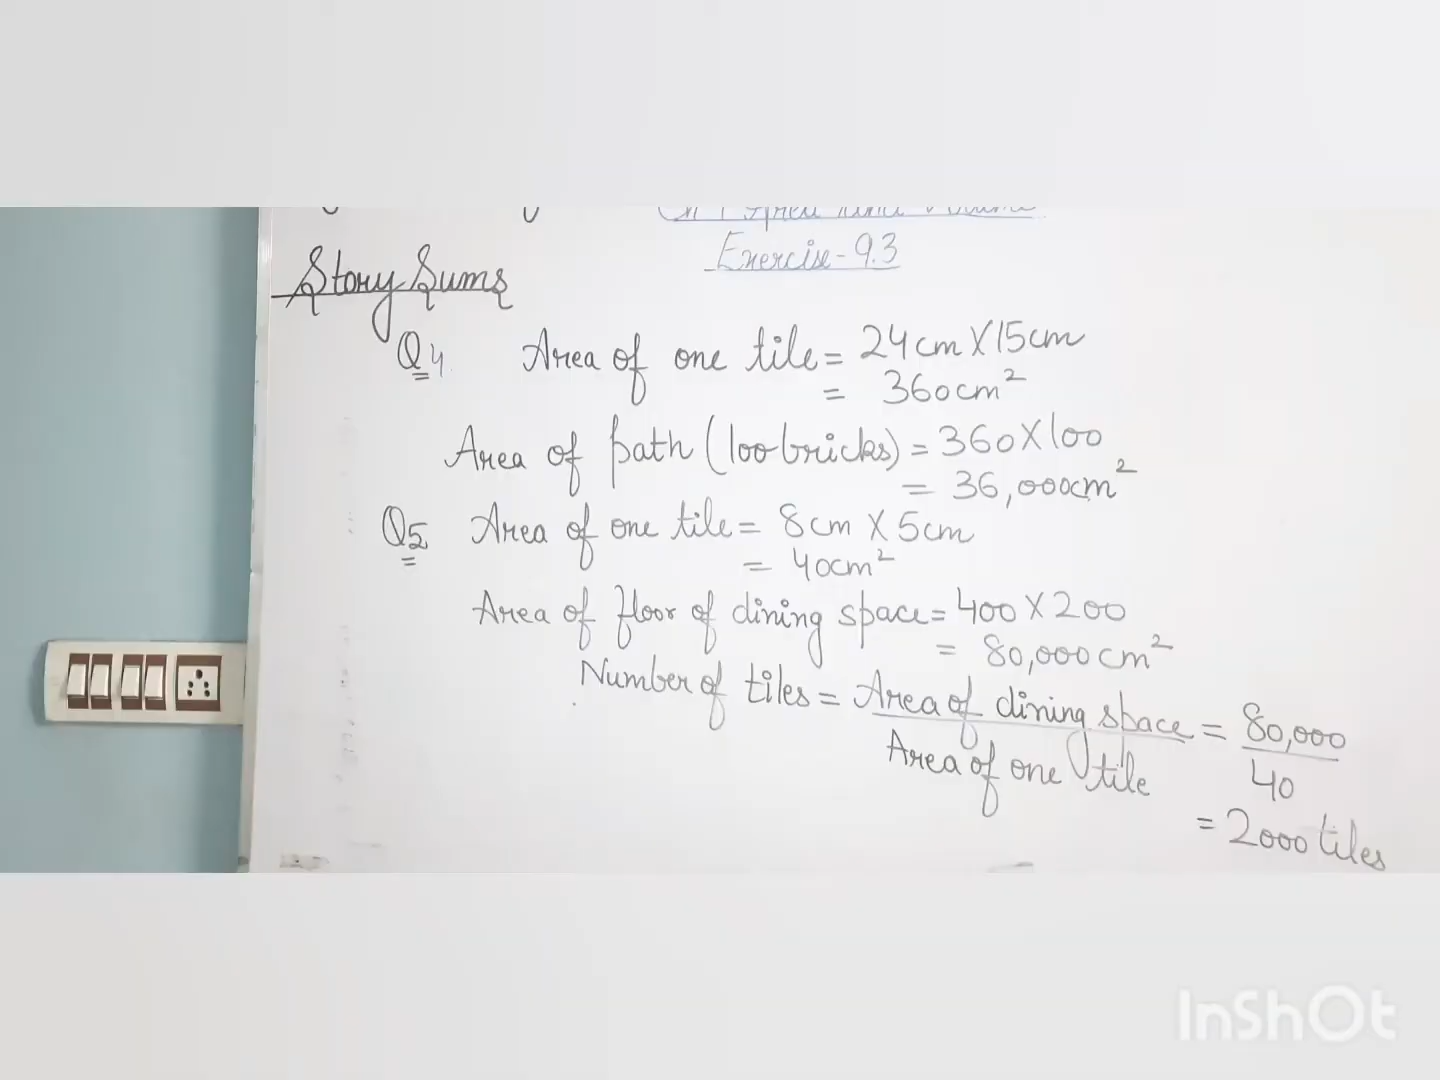 Exercise - 9.3
Story Sums
Q4 Area of one tile = 24cm X 15cm
= 360cm²
Area of path (100 bricks) = 360 X 100
= 36,000cm²
Q5 Area of one tile = 8cm X 5cm
= 40cm²
Area of floor of dining space = 400 X 200
= 80,000cm²
Number of tiles = Area of dining space = 80,000
Area of one tile 40
= 2000 tiles
InShOt